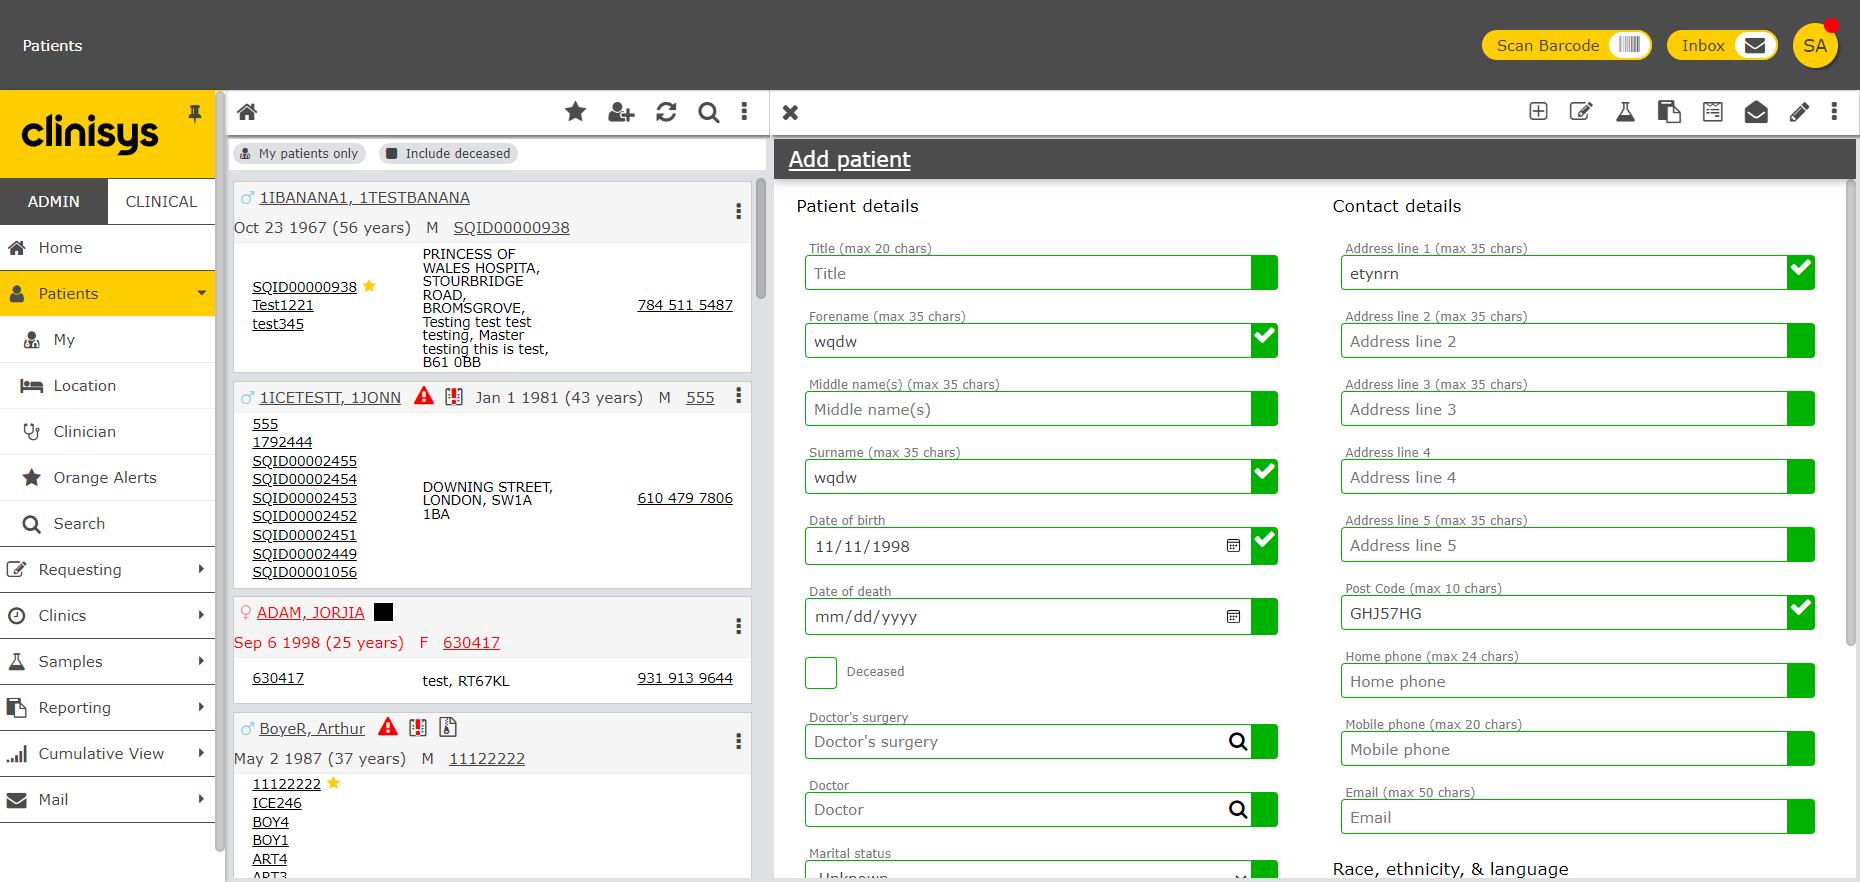 Patients
Scan Barcode
Inbox
SA
clinisys
ADMIN
CLINICAL
Home
Patients
My
Location
Clinician
Orange Alerts
Search
Requesting
Clinics
Samples
Reporting
Cumulative View
Mail
My patients only
Include deceased
1IBANANA1, 1TESTBANANA
Oct 23 1967 (56 years) M SQID00000938
SQID00000938
Test1221
test345
PRINCESS OF
WALES HOSPITA,
STOURBRIDGE
ROAD,
BROMSGROVE,
Testing test test
testing, Master
testing this is test,
B61 0BB
784 511 5487
1ICETESTT, 1JONN Jan 1 1981 (43 years) M 555
555
1792444
SQID00002455
SQID00002454
SQID00002453
SQID00002452
SQID00002451
SQID00002449
SQID00001056
DOWNING STREET,
LONDON, SW1A
1BA
610 479 7806
ADAM, JORJIA
Sep 6 1998 (25 years) F 630417
630417
test, RT67KL
931 913 9644
BoyeR, Arthur
May 2 1987 (37 years) M 11122222
11122222
ICE246
BOY4
BOY1
ART4
ART3
Add patient
Patient details
Title (max 20 chars)
Title
Forename (max 35 chars)
wqdw
Middle name(s) (max 35 chars)
Middle name(s)
Surname (max 35 chars)
wqdw
Date of birth
11/11/1998
Date of death
mm/dd/yyyy
Deceased
Doctor's surgery
Doctor's surgery
Doctor
Doctor
Marital status
Unknown
Contact details
Address line 1 (max 35 chars)
etynrn
Address line 2 (max 35 chars)
Address line 2
Address line 3 (max 35 chars)
Address line 3
Address line 4
Address line 4
Address line 5 (max 35 chars)
Address line 5
Post Code (max 10 chars)
GHJ57HG
Home phone (max 24 chars)
Home phone
Mobile phone (max 20 chars)
Mobile phone
Email (max 50 chars)
Email
Race, ethnicity, & language